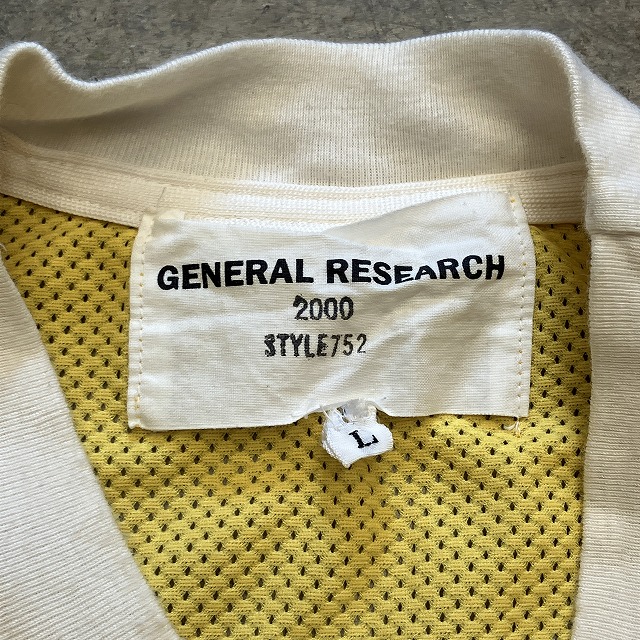 GENERAL RESEARCH
2000
STYLE752
L